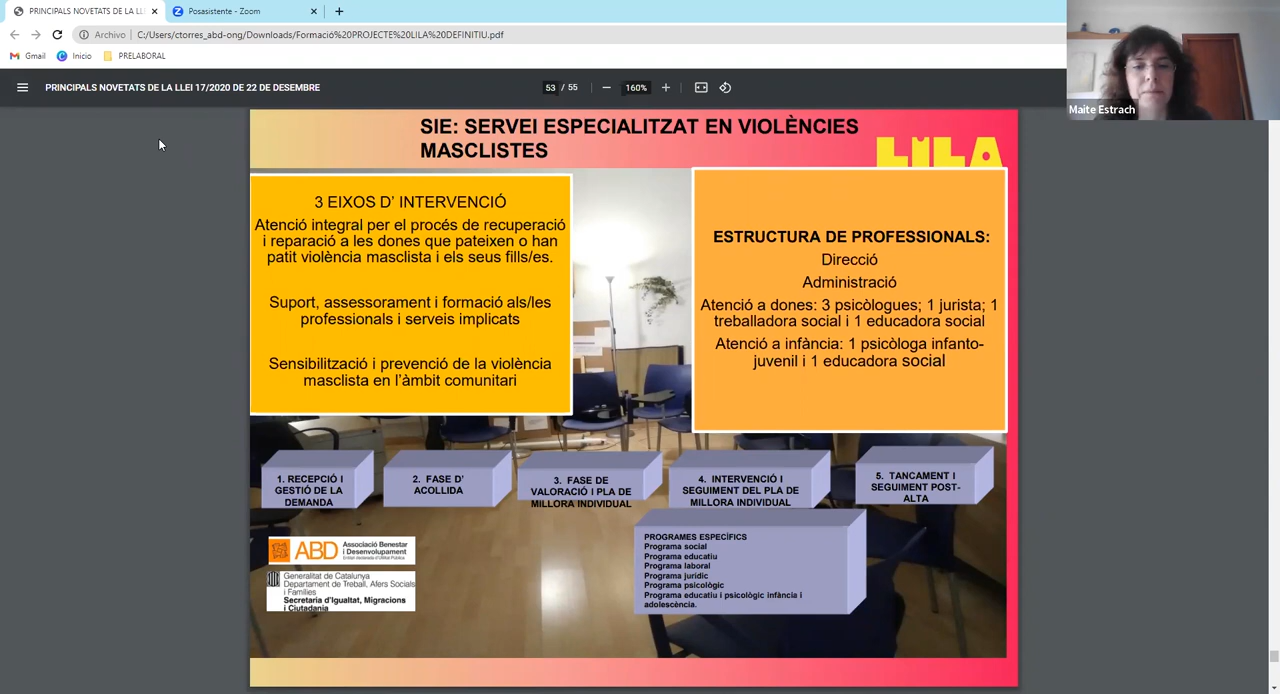 PRINCIPALS NOVETATS DE LA LLE
Posasistente - Zoom
Archivo
C:/Users/ctorres_abd-ong/Downloads/Formació%20PROJECTE%20LILA%20DEFINITIU.pdf
Gmail
Inicio
PRELABORAL
PRINCIPALS NOVETATS DE LA LLEI 17/2020 DE 22 DE DESEMBRE
53 / 55
160%
Maite Estrach
SIE: SERVEI ESPECIALITZAT EN VIOLÈNCIES
MASCLISTES
LILA
3 EIXOS D' INTERVENCIÓ
Atenció integral per el procés de recuperació
i reparació a les dones que pateixen o han
patit violència masclista i els seus fills/es.
Suport, assessorament i formació als/les
professionals i serveis implicats
Sensibilització i prevenció de la violència
masclista en l'àmbit comunitari
ESTRUCTURA DE PROFESSIONALS:
Direcció
Administració
Atenció a dones: 3 psicòlogues; 1 jurista; 1
treballadora social i 1 educadora social
Atenció a infància: 1 psicòloga infanto-
juvenil i 1 educadora social
1. RECEPCIÓ I
GESTIÓ DE LA
DEMANDA
2. FASE D'
ACOLLIDA
3. FASE DE
VALORACIÓ I PLA DE
MILLORA INDIVIDUAL
4. INTERVENCIÓ I
SEGUIMENT DEL PLA DE
MILLORA INDIVIDUAL
5. TANCAMENT I
SEGUIMENT POST-
ALTA
PROGRAMES ESPECÍFICS
Programa social
Programa educatiu
Programa laboral
Programa jurídic
Programa psicològic
Programa educatiu i psicològic infància i
adolescència.
ABD
Associació Benestar
i Desenvolupament
Generalitat de Catalunya
Departament de Treball, Afers Socials
i Famílies
Secretaria d'Igualtat, Migracions
i Ciutadania